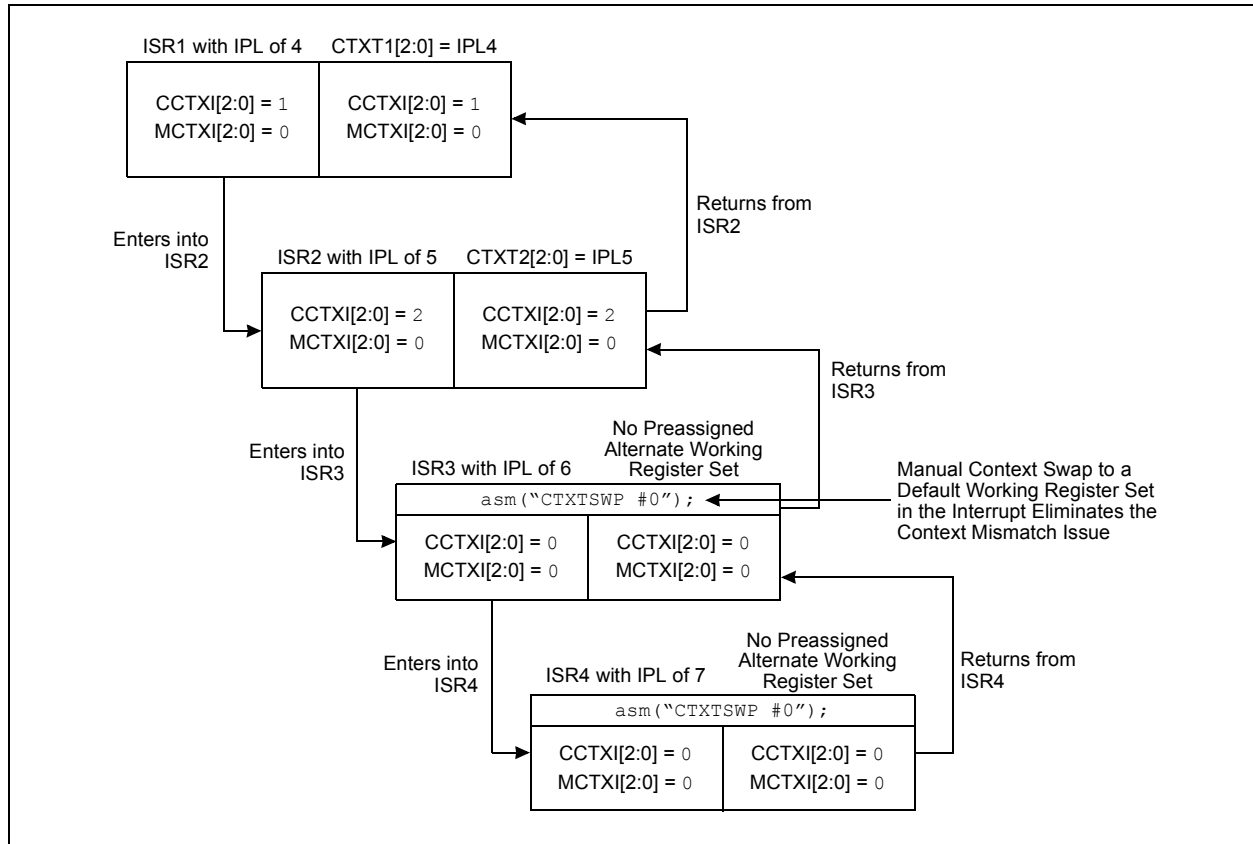 ISR1 with IPL of 4
CTXT1[2:0] = IPL4
CCTXI[2:0] = 1
MCTXI[2:0] = 0
CCTXI[2:0] = 1
MCTXI[2:0] = 0
Enters into
ISR2
Returns from
ISR2
ISR2 with IPL of 5
CTXT2[2:0] = IPL5
CCTXI[2:0] = 2
MCTXI[2:0] = 0
CCTXI[2:0] = 2
MCTXI[2:0] = 0
Enters into
ISR3
Returns from
ISR3
ISR3 with IPL of 6
No Preassigned
Alternate Working
Register Set
asm(“CTXTSWP #0”);
Manual Context Swap to a
Default Working Register Set
in the Interrupt Eliminates the
Context Mismatch Issue
CCTXI[2:0] = 0
MCTXI[2:0] = 0
CCTXI[2:0] = 0
MCTXI[2:0] = 0
Enters into
ISR4
Returns from
ISR4
ISR4 with IPL of 7
No Preassigned
Alternate Working
Register Set
asm(“CTXTSWP #0”);
CCTXI[2:0] = 0
MCTXI[2:0] = 0
CCTXI[2:0] = 0
MCTXI[2:0] = 0